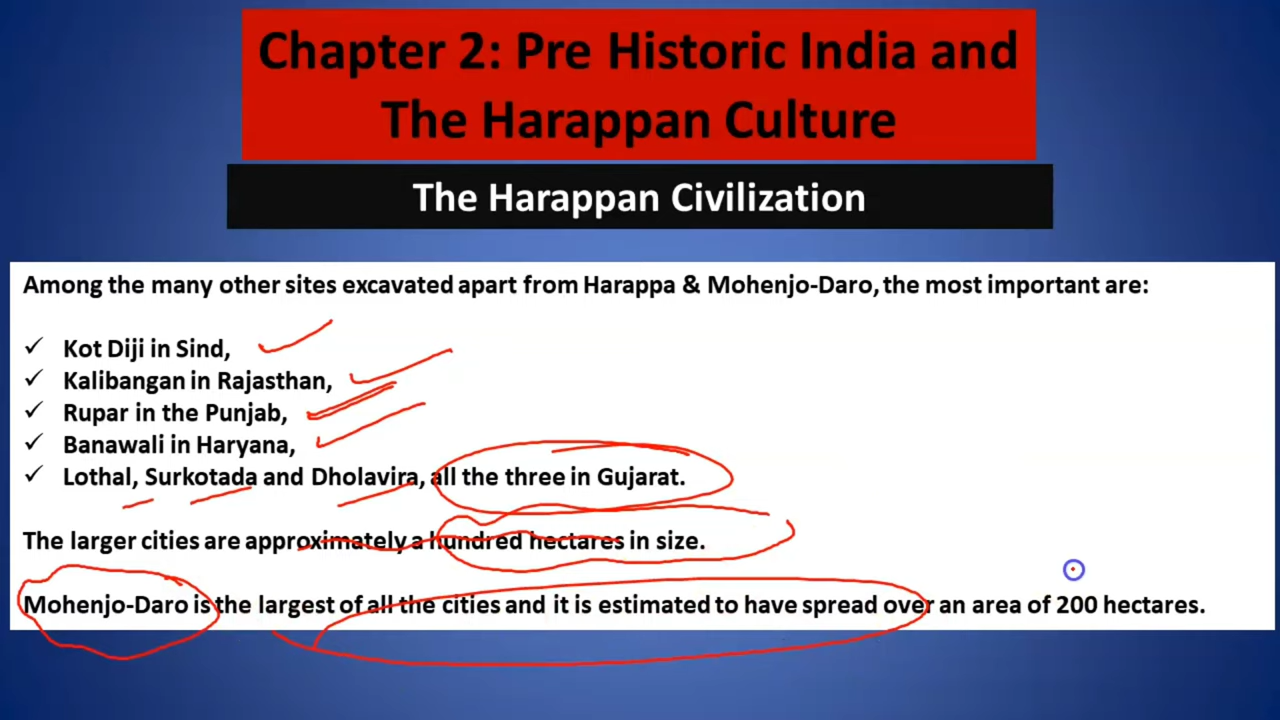 Chapter 2: Pre Historic India and
The Harappan Culture
The Harappan Civilization
Among the many other sites excavated apart from Harappa & Mohenjo-Daro, the most important are:
✓ Kot Diji in Sind,
✓ Kalibangan in Rajasthan,
✓ Rupar in the Punjab,
✓ Banawali in Haryana,
✓ Lothal, Surkotada and Dholavira, all the three in Gujarat.
The larger cities are approximately a hundred hectares in size.
Mohenjo-Daro is the largest of all the cities and it is estimated to have spread over an area of 200 hectares.